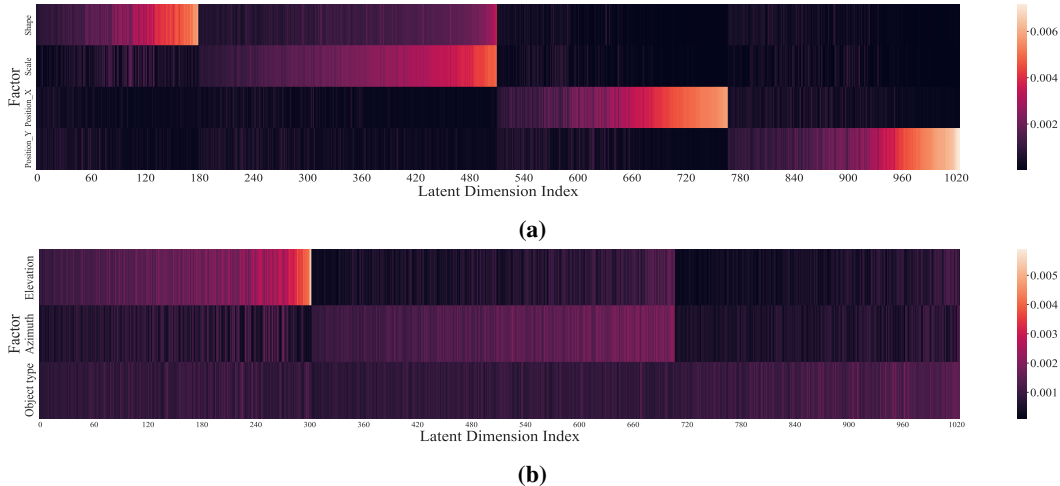 Factor
Shape
Scale
Position_X
Position_Y
0 60 120 180 240 300 360 420 480 540 600 660 720 780 840 900 960 1020
Latent Dimension Index
0.006
0.004
0.002
(a)
Factor
Elevation
Azimuth
Object type
0 60 120 180 240 300 360 420 480 540 600 660 720 780 840 900 960 1020
Latent Dimension Index
0.005
0.004
0.003
0.002
0.001
(b)